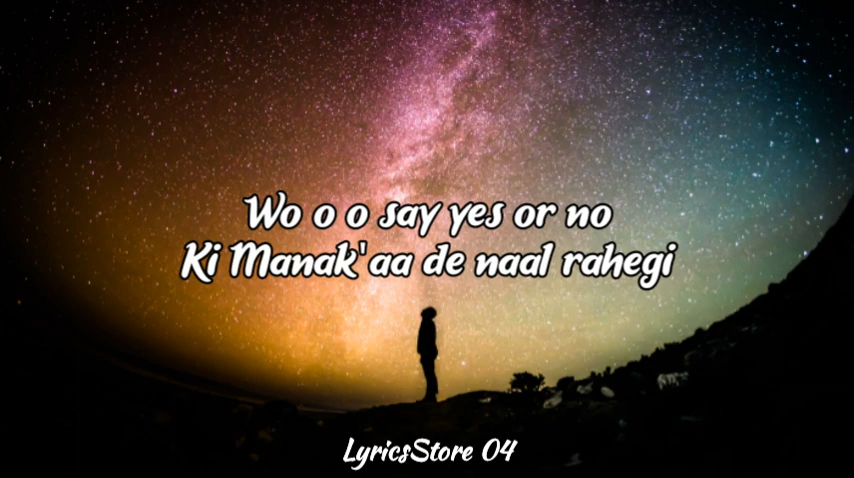 Wo o o say yes or no
Ki Manak'aa de naal rahegi
LyricsStore 04